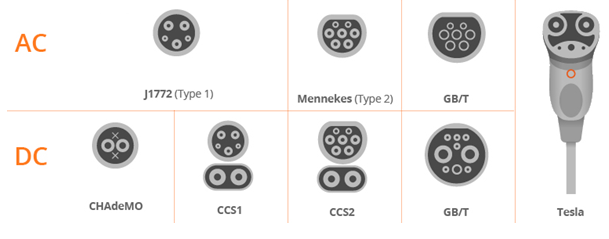 AC
J1772 (Type 1)
Mennekes (Type 2)
GB/T
DC
CHAdeMO
CCS1
CCS2
GB/T
Tesla